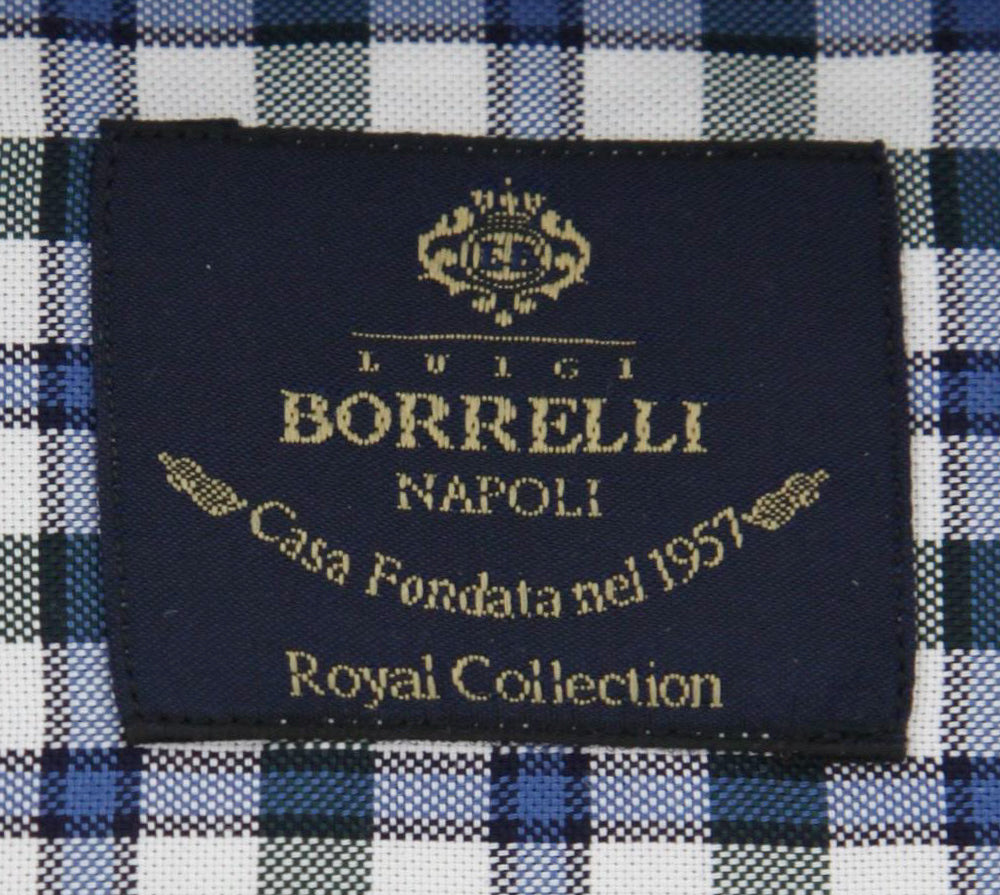 LUIGI
BORRELLI
NAPOLI
Casa Fondata nel 1957
Royal Collection